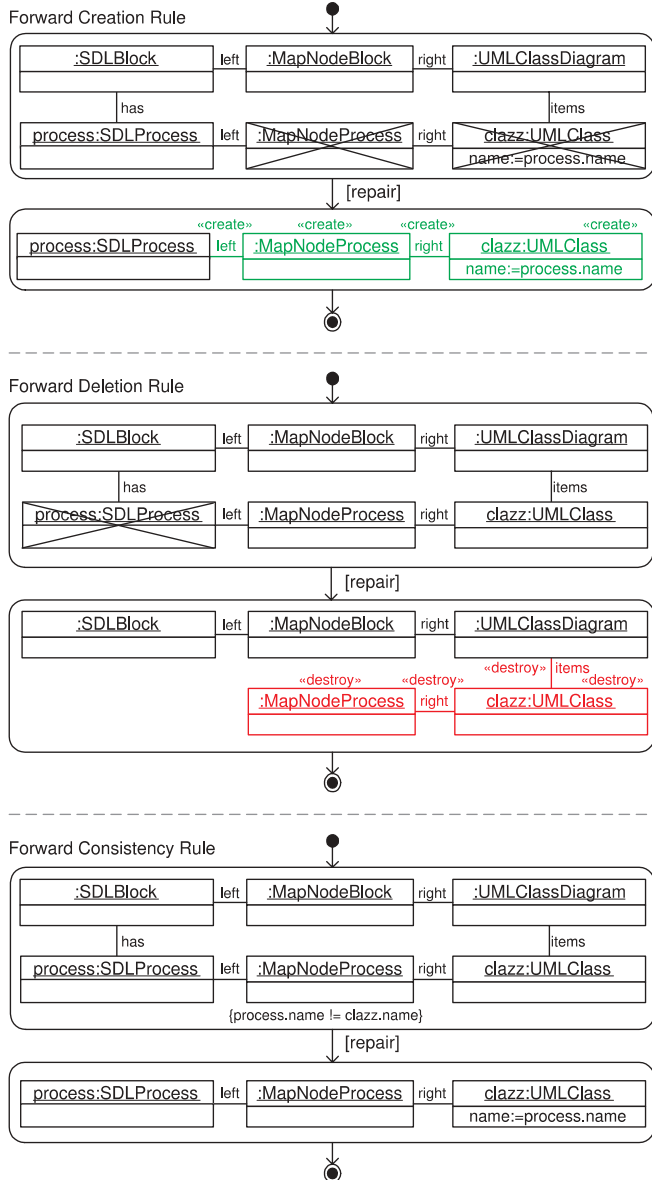 Forward Creation Rule
:SDLBlock left :MapNodeBlock right :UMLClassDiagram
has items
process:SDLProcess left :MapNodeProcess right clazz:UMLClass
name:=process.name
[repair]
«create» «create» «create» «create»
process:SDLProcess left :MapNodeProcess right clazz:UMLClass
name:=process.name
Forward Deletion Rule
:SDLBlock left :MapNodeBlock right :UMLClassDiagram
has items
process:SDLProcess left :MapNodeProcess right clazz:UMLClass
[repair]
:SDLBlock left :MapNodeBlock right :UMLClassDiagram
«destroy» items
«destroy» «destroy» «destroy»
:MapNodeProcess right clazz:UMLClass
Forward Consistency Rule
:SDLBlock left :MapNodeBlock right :UMLClassDiagram
has items
process:SDLProcess left :MapNodeProcess right clazz:UMLClass
{process.name != clazz.name}
[repair]
process:SDLProcess left :MapNodeProcess right clazz:UMLClass
name:=process.name